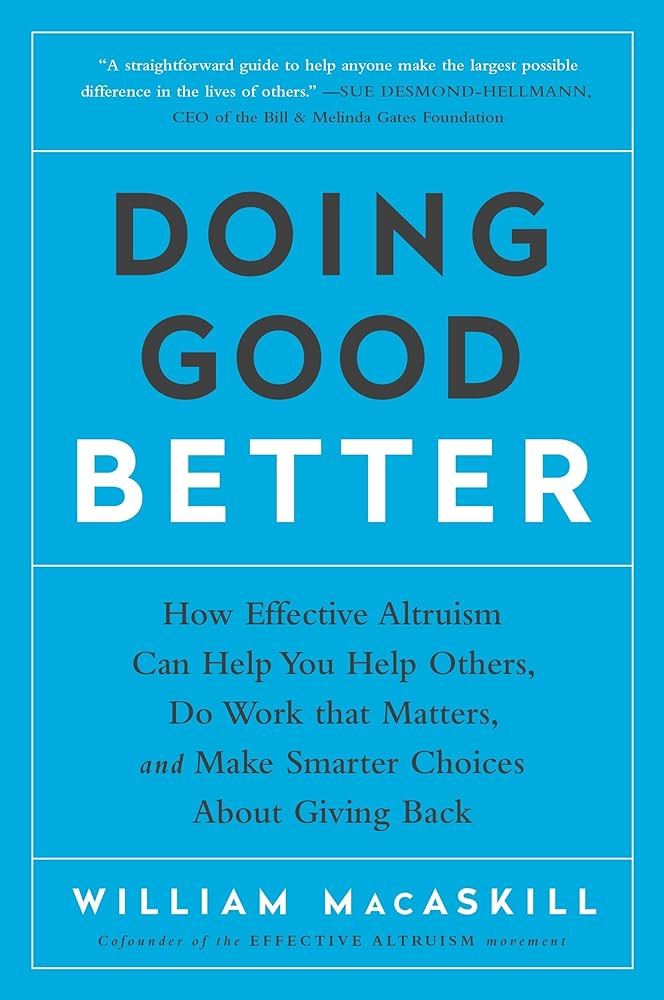 “A straightforward guide to help anyone make the largest possible
difference in the lives of others.” —SUE DESMOND-HELLMANN,
CEO of the Bill & Melinda Gates Foundation
DOING
GOOD
BETTER
How Effective Altruism
Can Help You Help Others,
Do Work that Matters,
and Make Smarter Choices
About Giving Back
WILLIAM MACASKILL
Cofounder of the EFFECTIVE ALTRUISM movement